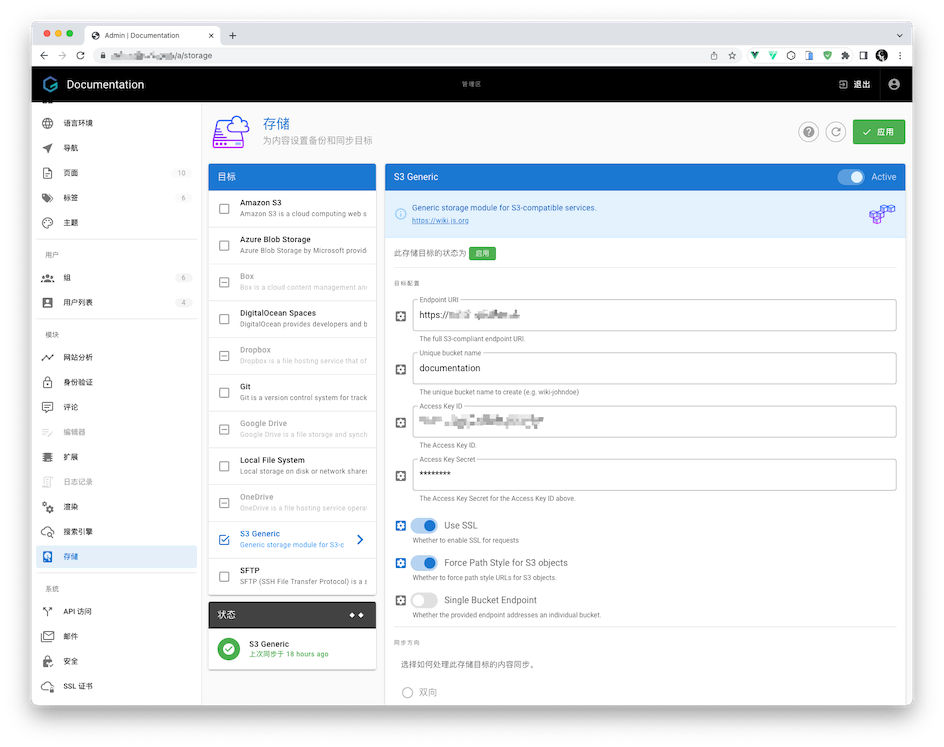 Admin | Documentation
/a/storage
Documentation
管理区
退出
语言环境
导航
页面 10
标签 6
主题
用户
组 6
用户列表 4
模块
网站分析
身份验证
评论
编辑器
扩展
日志记录
渲染
搜索引擎
存储
系统
API 访问
邮件
安全
SSL 证书
存储
为内容设置备份和同步目标
应用
目标
Amazon S3
Amazon S3 is a cloud computing web s
Azure Blob Storage
Azure Blob Storage by Microsoft provid
Box
Box is a cloud content management an
DigitalOcean Spaces
DigitalOcean provides developers and b
Dropbox
Dropbox is a file hosting service that of
Git
Git is a version control system for track
Google Drive
Google Drive is a file storage and synch
Local File System
Local storage on disk or network shares
OneDrive
OneDrive is a file hosting service opera
S3 Generic
Generic storage module for S3-c
SFTP
SFTP (SSH File Transfer Protocol) is a s
状态
S3 Generic
上次同步于 18 hours ago
S3 Generic
Active
Generic storage module for S3-compatible services.
https://wiki.js.org
此存储目标的状态为 启用
目标配置
Endpoint URI
https://
The full S3-compliant endpoint URI.
Unique bucket name
documentation
The unique bucket name to create (e.g. wiki-johndoe)
Access Key ID
The Access Key ID.
Access Key Secret
********
The Access Key Secret for the Access Key ID above.
Use SSL
Whether to enable SSL for requests
Force Path Style for S3 objects
Whether to force path style URLs for S3 objects.
Single Bucket Endpoint
Whether the provided endpoint addresses an individual bucket.
同步方向
选择如何处理此存储目标的内容同步。
双向